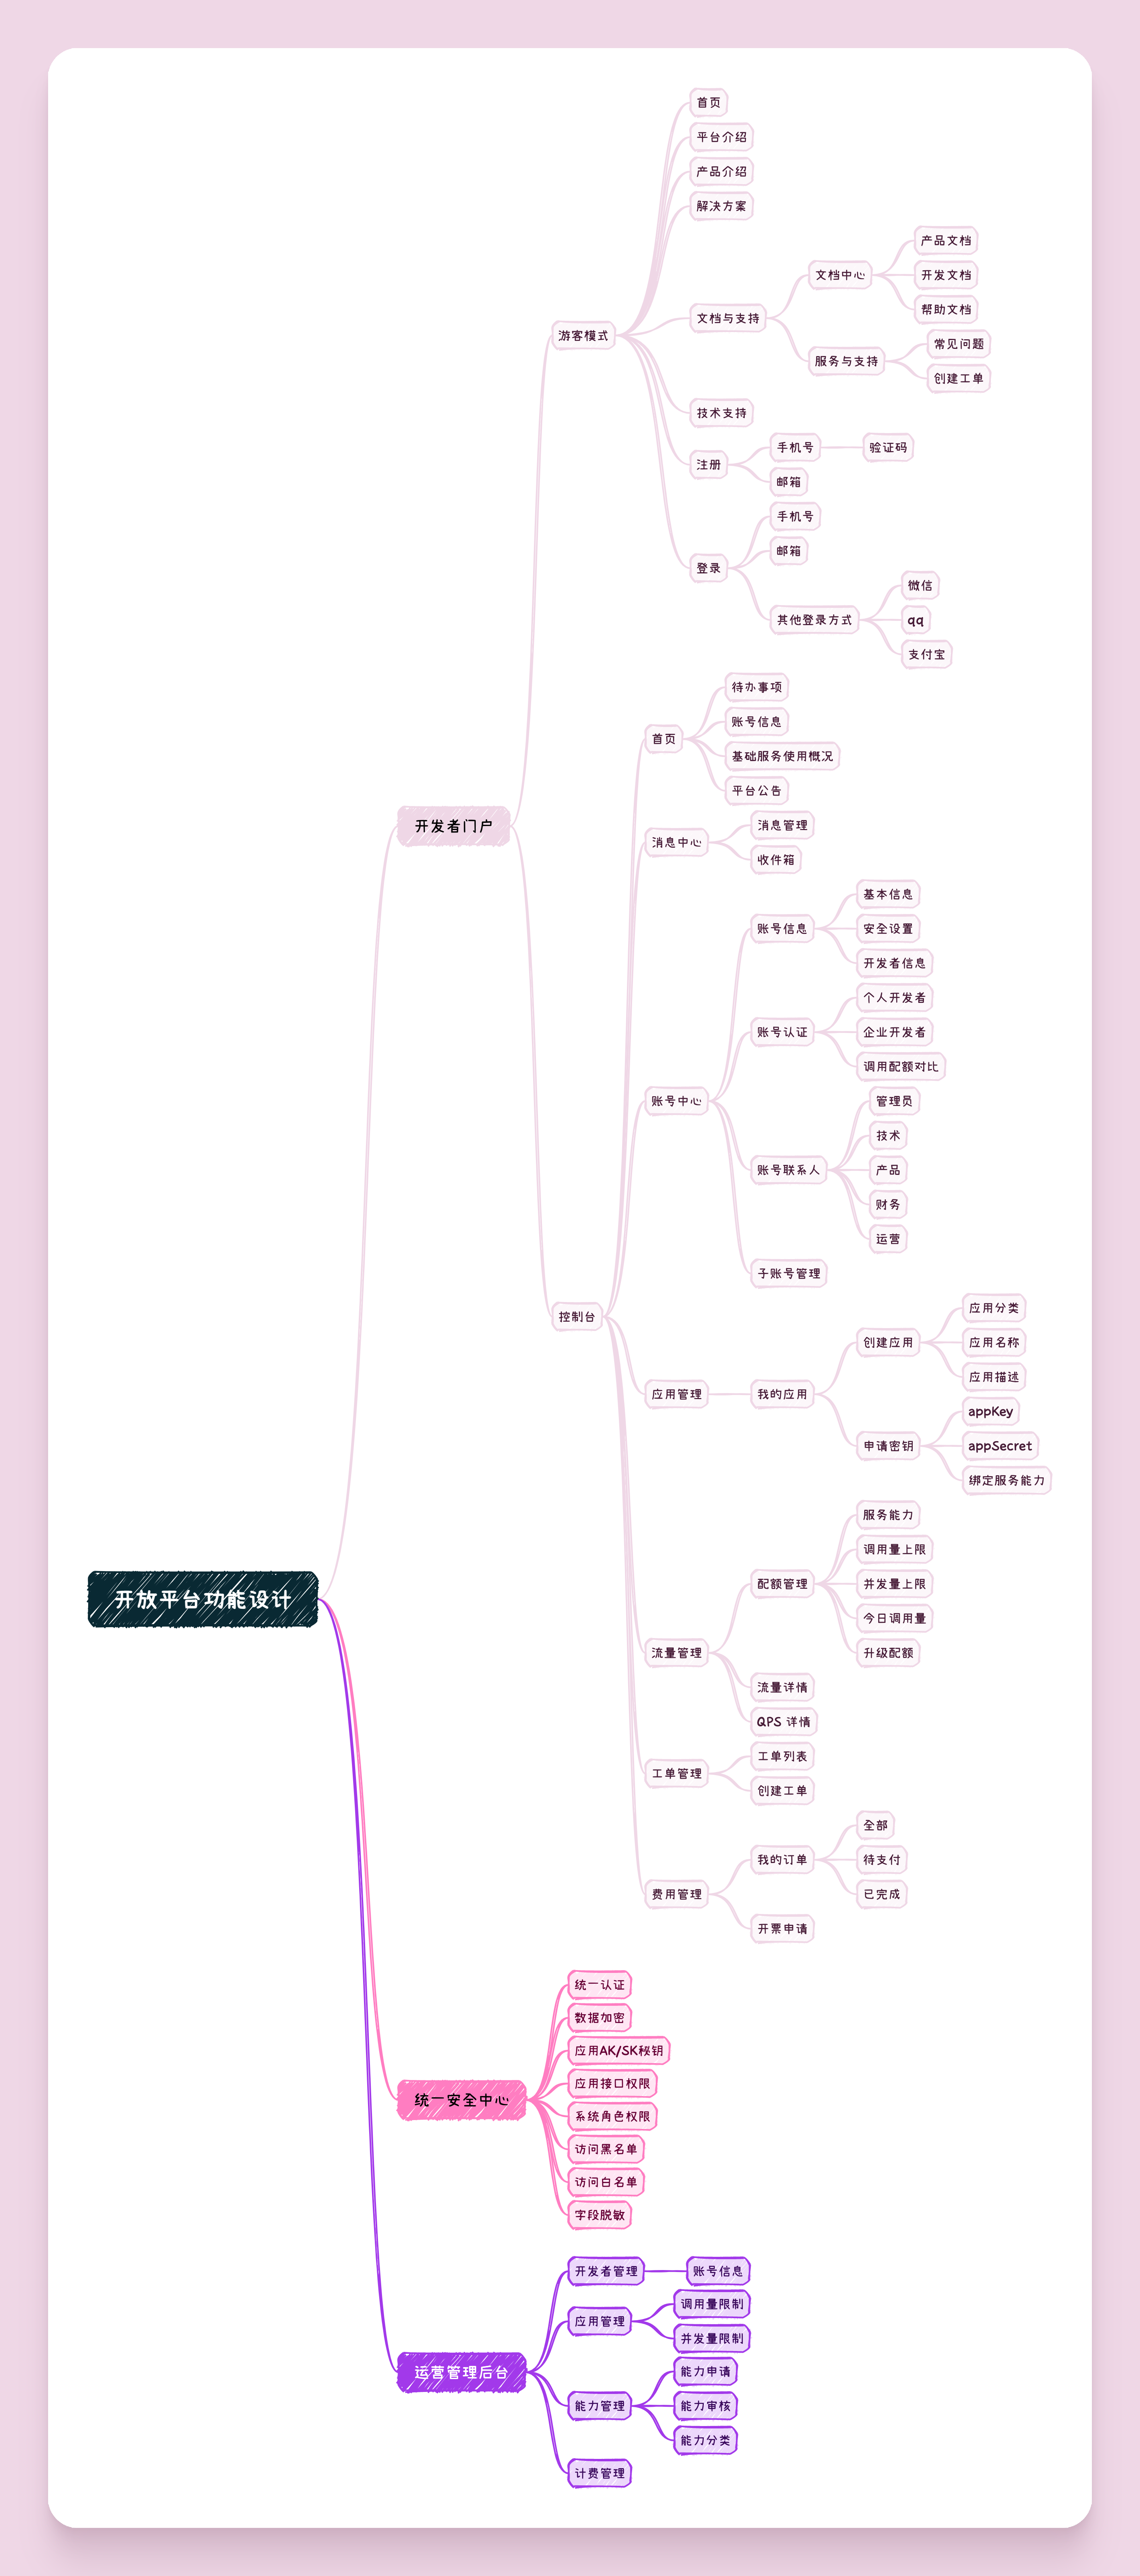 开放平台功能设计
开发者门户
游客模式
首页
平台介绍
产品介绍
解决方案
文档与支持
文档中心
产品文档
开发文档
帮助文档
服务与支持
常见问题
创建工单
技术支持
注册
手机号
验证码
邮箱
登录
手机号
邮箱
其他登录方式
微信
qq
支付宝
控制台
首页
待办事项
账号信息
基础服务使用概况
平台公告
消息中心
消息管理
收件箱
账号中心
账号信息
基本信息
安全设置
开发者信息
账号认证
个人开发者
企业开发者
调用配额对比
账号联系人
管理员
技术
产品
财务
运营
子账号管理
应用管理
我的应用
创建应用
应用分类
应用名称
应用描述
申请密钥
appKey
appSecret
绑定服务能力
流量管理
配额管理
服务能力
调用量上限
并发量上限
今日调用量
升级配额
流量详情
QPS 详情
工单管理
工单列表
创建工单
费用管理
我的订单
全部
待支付
已完成
开票申请
统一安全中心
统一认证
数据加密
应用AK/SK秘钥
应用接口权限
系统角色权限
访问黑名单
访问白名单
字段脱敏
运营管理后台
开发者管理
账号信息
应用管理
调用量限制
并发量限制
能力管理
能力申请
能力审核
能力分类
计费管理